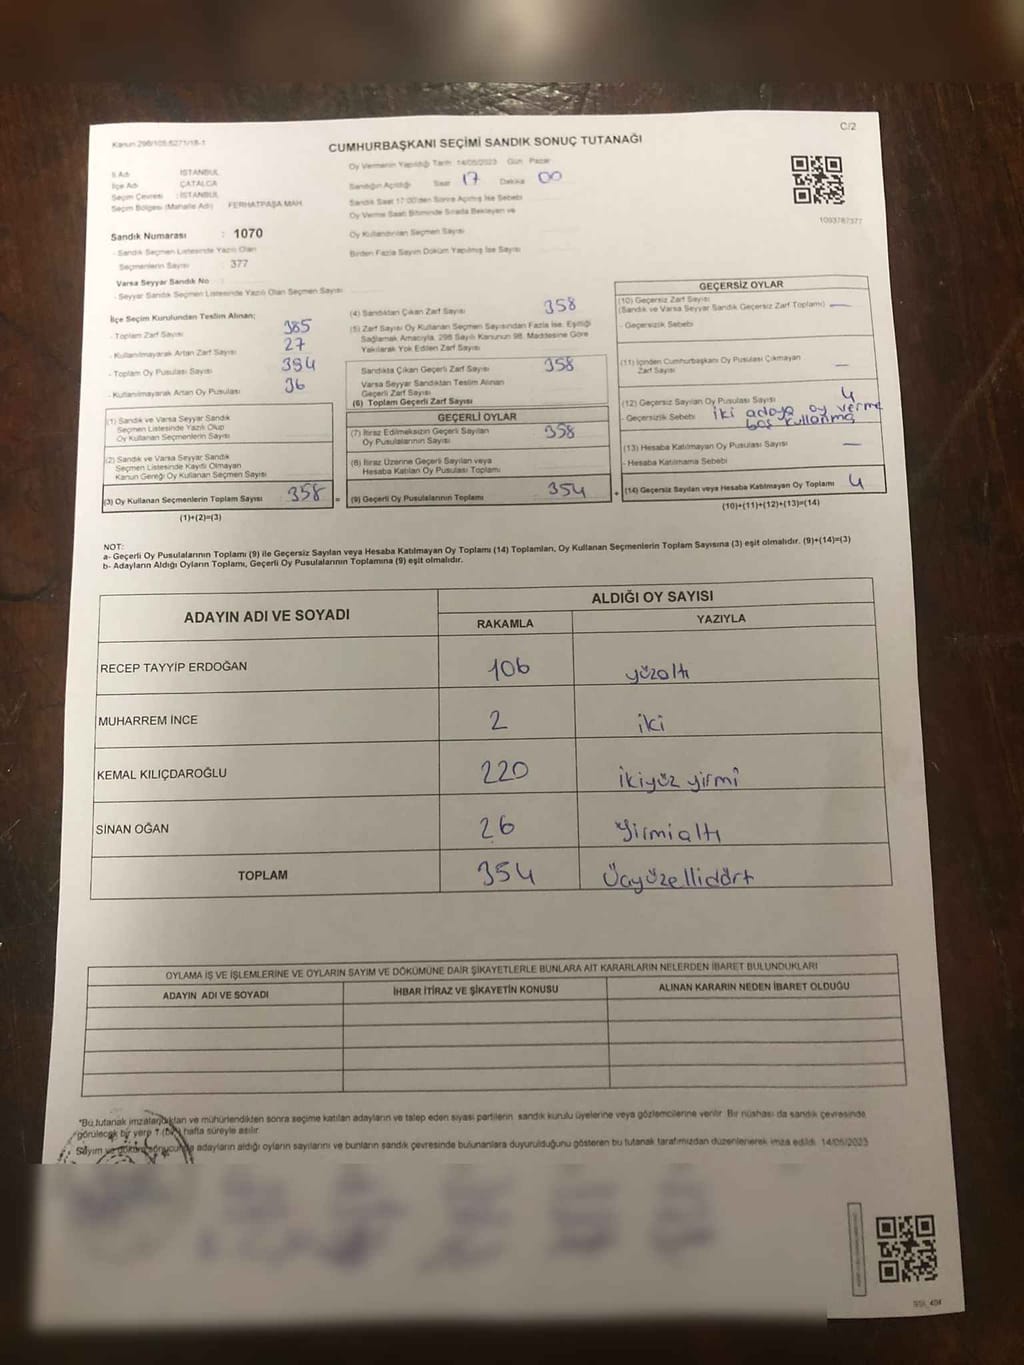 C/2
Kanun 298/105,6271/18-1
CUMHURBAŞKANI SEÇİMİ SANDIK SONUÇ TUTANAĞI
İl Adı : İSTANBUL
İlçe Adı : ÇATALCA
Seçim Çevresi : İSTANBUL
Seçim Bölgesi (Mahalle Adı) : FERHATPAŞA MAH.
Sandık Numarası : 1070
- Sandık Seçmen Listesinde Yazılı Olan
Seçmenlerin Sayısı : 377
Varsa Seyyar Sandık No
- Seyyar Sandık Seçmen Listesinde Yazılı Olan Seçmen Sayısı
Oy Vermenin Yapıldığı Tarih 14/05/2023 Gün Pazar
Sandığın Açıldığı Saat 17 Dakika 00
Sandık Saat 17:00'den Sonra Açılmış İse Sebebi
Oy Verme Saati Bitiminde Sırada Bekleyen ve
Oy Kullandırılan Seçmen Sayısı
Birden Fazla Sayım Döküm Yapılmış İse Sayısı
1093787377
İlçe Seçim Kurulundan Teslim Alınan;
- Toplam Zarf Sayısı 385
- Kullanılmayarak Artan Zarf Sayısı 27
- Toplam Oy Pusulası Sayısı 394
- Kullanılmayarak Artan Oy Pusulası 36
(1) Sandık ve Varsa Seyyar Sandık
Seçmen Listesinde Yazılı Olup
Oy Kullanan Seçmenlerin Sayısı
(2) Sandık ve Varsa Seyyar Sandık
Seçmen Listesinde Kayıtlı Olmayan
Kanun Gereği Oy Kullanan Seçmen Sayısı
(3) Oy Kullanan Seçmenlerin Toplam Sayısı 358 =
(1)+(2)=(3)
(4) Sandıktan Çıkan Zarf Sayısı 358
(5) Zarf Sayısı Oy Kullanan Seçmen Sayısından Fazla İse, Eşitliği
Sağlamak Amacıyla, 298 Sayılı Kanunun 98. Maddesine Göre
Yakılarak Yok Edilen Zarf Sayısı
Sandıkta Çıkan Geçerli Zarf Sayısı 358
Varsa Seyyar Sandıktan Teslim Alınan
Geçerli Zarf Sayısı
(6) Toplam Geçerli Zarf Sayısı
GEÇERLİ OYLAR
(7) İtiraz Edilmeksizin Geçerli Sayılan
Oy Pusulalarının Sayısı 358
(8) İtiraz Üzerine Geçerli Sayılan veya
Hesaba Katılan Oy Pusulası Toplamı
(9) Geçerli Oy Pusulalarının Toplamı 354 +
GEÇERSİZ OYLAR
(10) Geçersiz Zarf Sayısı
(Sandık ve Varsa Seyyar Sandık Geçersiz Zarf Toplamı) —
- Geçersizlik Sebebi
(11) İçinden Cumhurbaşkanı Oy Pusulası Çıkmayan
Zarf Sayısı —
(12) Geçersiz Sayılan Oy Pusulası Sayısı 4
- Geçersizlik Sebebi iki adaya oy verme
boş kullanma
(13) Hesaba Katılmayan Oy Pusulası Sayısı —
- Hesaba Katılmama Sebebi
(14) Geçersiz Sayılan veya Hesaba Katılmayan Oy Toplamı 4
(10)+(11)+(12)+(13)=(14)
NOT:
a- Geçerli Oy Pusulalarının Toplamı (9) ile Geçersiz Sayılan veya Hesaba Katılmayan Oy Toplamı (14) Toplamları, Oy Kullanan Seçmenlerin Toplam Sayısına (3) eşit olmalıdır. (9)+(14)=(3)
b- Adayların Aldığı Oyların Toplamı, Geçerli Oy Pusulalarının Toplamına (9) eşit olmalıdır.
ADAYIN ADI VE SOYADI ALDIĞI OY SAYISI
RAKAMLA YAZIYLA
RECEP TAYYİP ERDOĞAN 106 yüzaltı
MUHARREM İNCE 2 iki
KEMAL KILIÇDAROĞLU 220 ikiyüz yirmi
SİNAN OĞAN 26 yirmialtı
TOPLAM 354 Üçyüzellidört
OYLAMA İŞ VE İŞLEMLERİNE VE OYLARIN SAYIM VE DÖKÜMÜNE DAİR ŞİKAYETLERLE BUNLARA AİT KARARLARIN NELERDEN İBARET BULUNDUKLARI
ADAYIN ADI VE SOYADI İHBAR İTİRAZ VE ŞİKAYETİN KONUSU ALINAN KARARIN NEDEN İBARET OLDUĞU
*Bu tutanak imzalandıktan ve mühürlendikten sonra seçime katılan adayların ve talep eden siyasi partilerin sandık kurulu üyelerine veya gözlemcilerine verilir. Bir nüshası da sandık çevresinde
görülecek bir yere 1 (bir) hafta süreyle asılır.
Sayım ve döküm sonucunda adayların aldığı oyların sayılarını ve bunların sandık çevresinde bulunanlara duyurulduğunu gösteren bu tutanak tarafımızdan düzenlenerek imza edildi. 14/05/2023